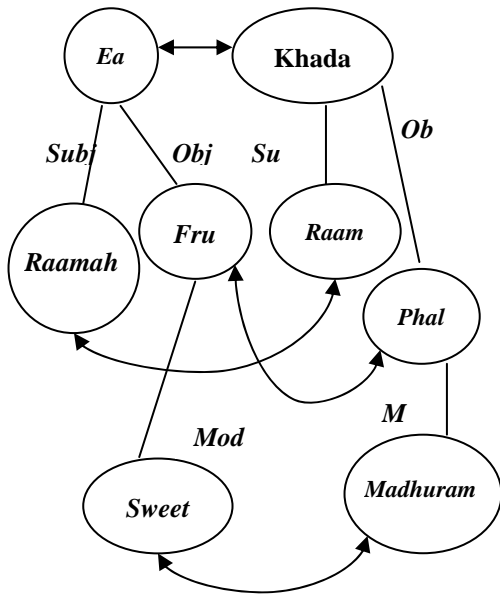 Ea
Khada
Subj
Obj
Su
Ob
Raamah
Fru
Raam
Phal
Mod
M
Sweet
Madhuram